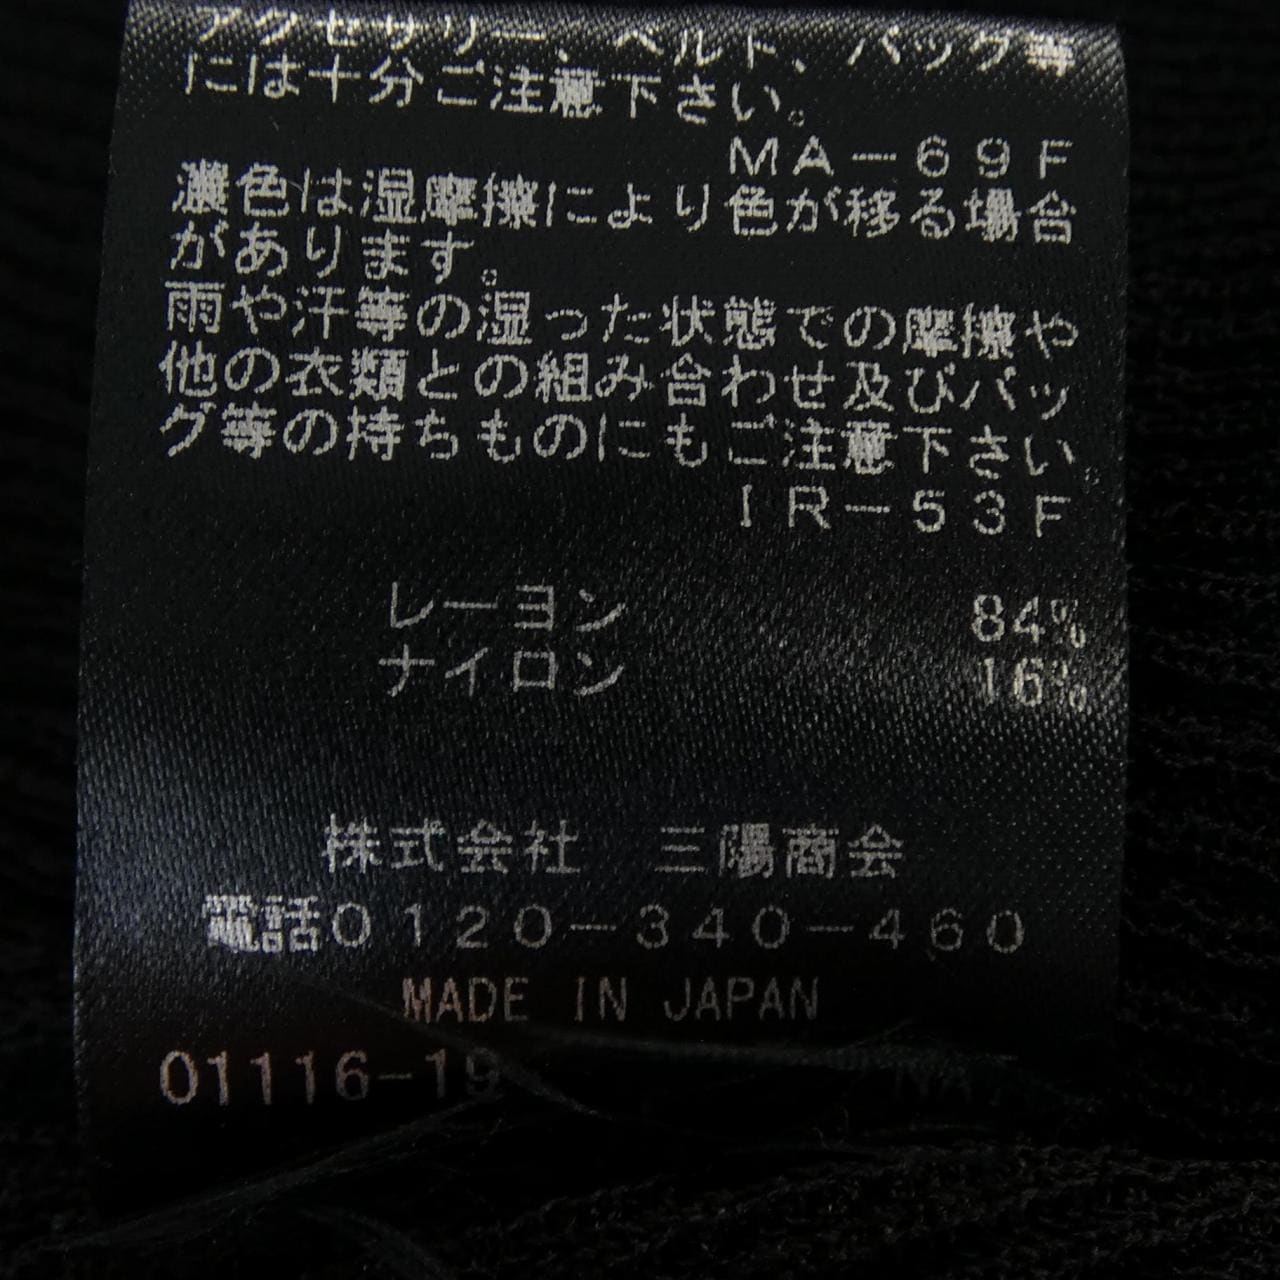 アクセサリー、ベルト、バッグ等
には十分ご注意下さい。
MA-69F
濃色は湿摩擦により色が移る場合
があります。
雨や汗等の湿った状態での摩擦や
他の衣類との組み合わせ及びバッ
グ等の持ちものにもご注意下さい。
IR-53F
レーヨン 84%
ナイロン 16%
株式会社 三陽商会
電話0120-340-460
MADE IN JAPAN
01116-19